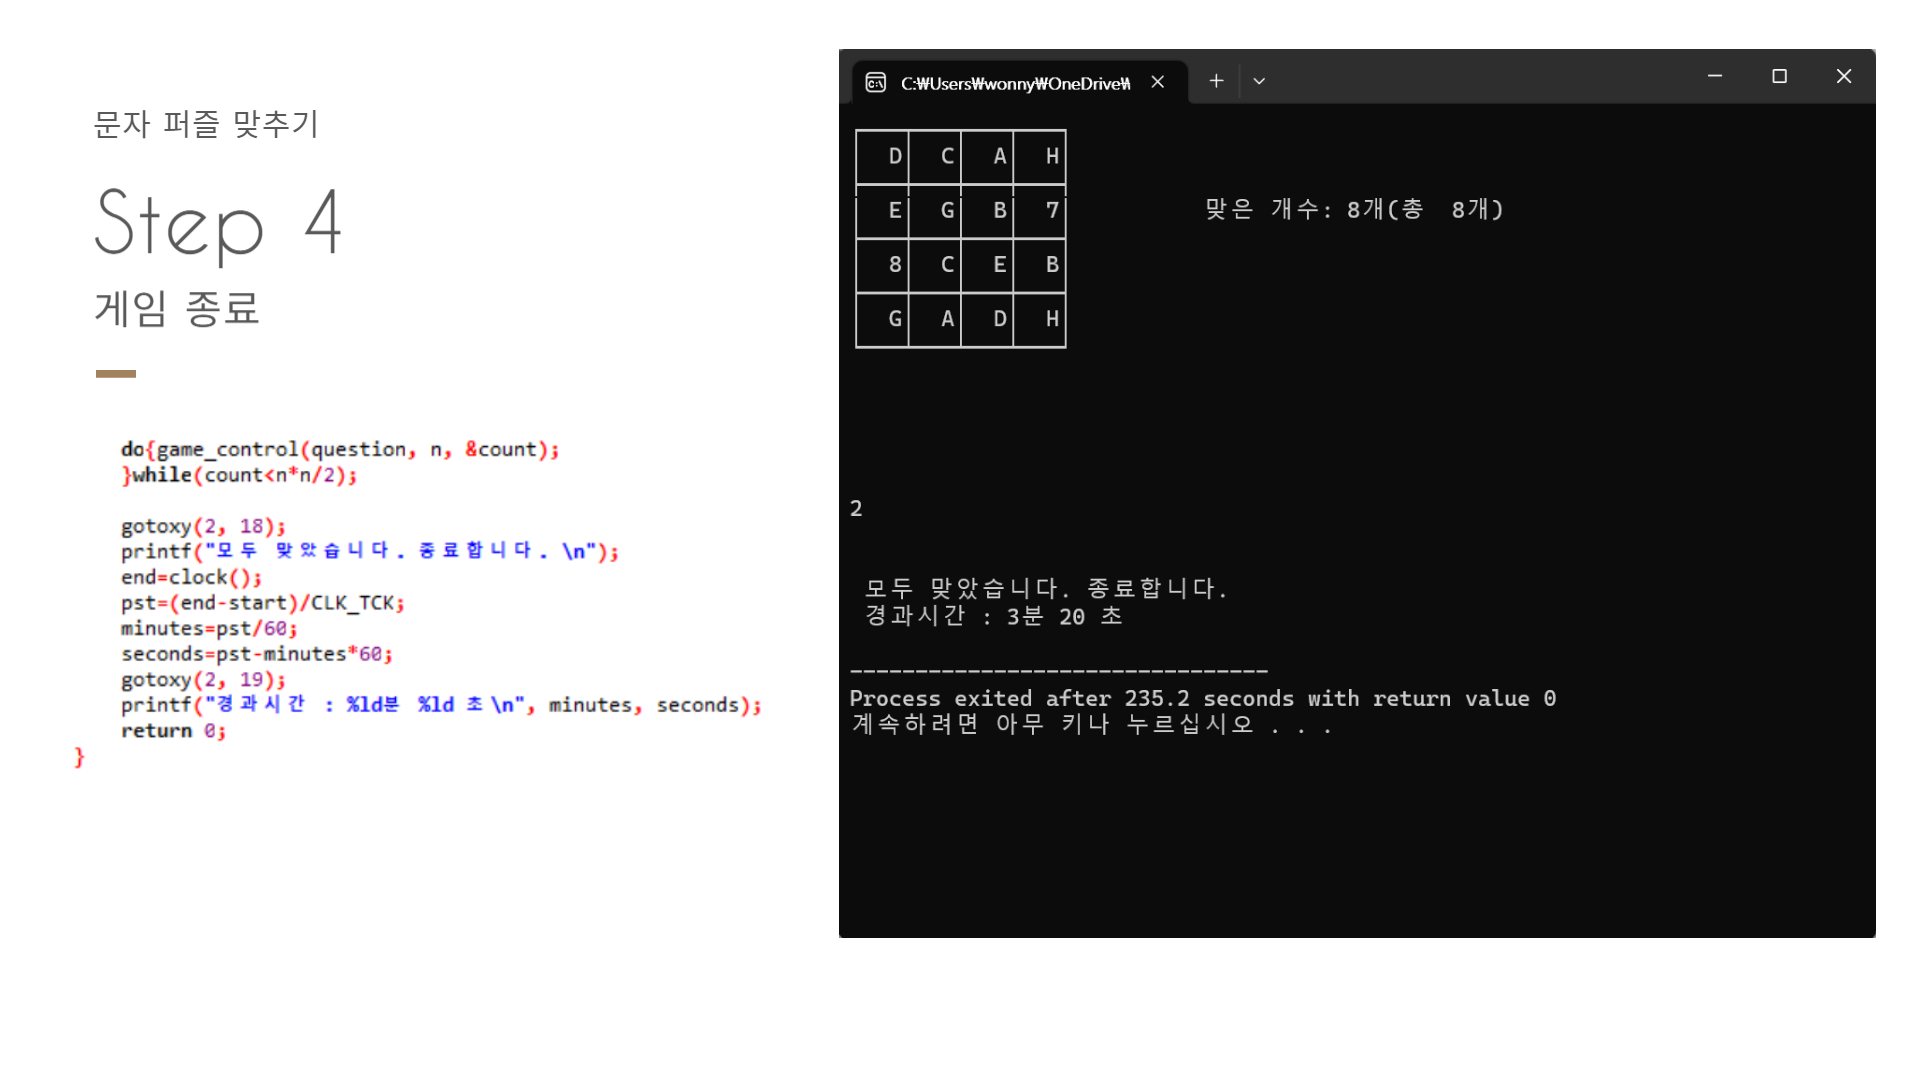 문자 퍼즐 맞추기
Step 4
게임 종료
do{game_control(question, n, &count);
}while(count<n*n/2);
gotoxy(2, 18);
printf("모두 맞았습니다. 종료합니다. \n");
end=clock();
pst=(end-start)/CLK_TCK;
minutes=pst/60;
seconds=pst-minutes*60;
gotoxy(2, 19);
printf("경과시간 : %ld분 %ld 초\n", minutes, seconds);
return 0;
}
C:₩Users₩wonny₩OneDrive₩
D C A H
E G B 7
맞은 개수: 8개(총 8개)
8 C E B
G A D H
2
모두 맞았습니다. 종료합니다.
경과시간 : 3분 20 초
--------------------------------
Process exited after 235.2 seconds with return value 0
계속하려면 아무 키나 누르십시오 . . .